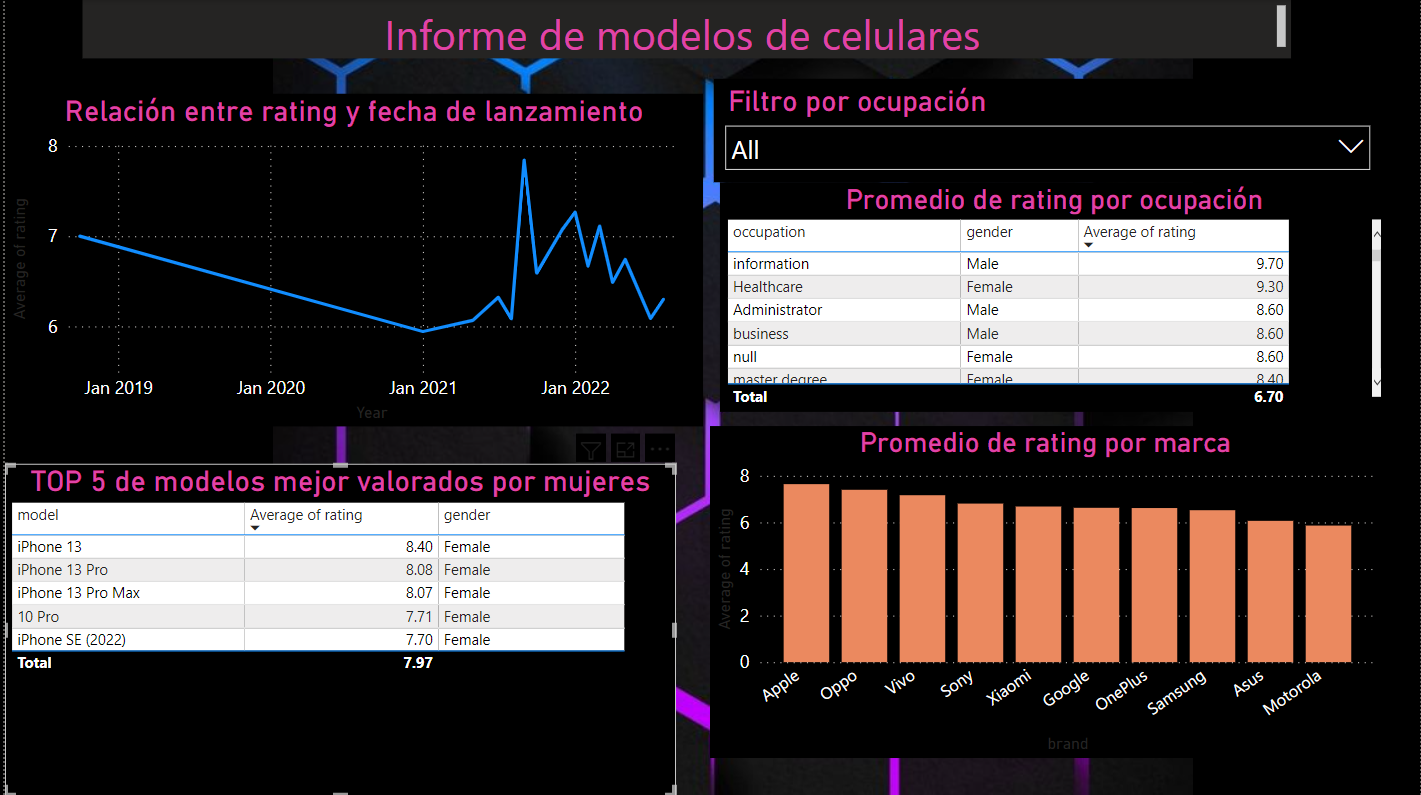 Informe de modelos de celulares
Relación entre rating y fecha de lanzamiento
8
7
6
Average of rating
Jan 2019 Jan 2020 Jan 2021 Jan 2022
Year
Filtro por ocupación
All
Promedio de rating por ocupación
occupation gender Average of rating
information Male 9.70
Healthcare Female 9.30
Administrator Male 8.60
business Male 8.60
null Female 8.60
master degree Female 8.40
Total 6.70
TOP 5 de modelos mejor valorados por mujeres
model Average of rating gender
iPhone 13 8.40 Female
iPhone 13 Pro 8.08 Female
iPhone 13 Pro Max 8.07 Female
10 Pro 7.71 Female
iPhone SE (2022) 7.70 Female
Total 7.97
Promedio de rating por marca
8
6
4
2
0
Average of rating
Apple Oppo Vivo Sony Xiaomi Google OnePlus Samsung Asus Motorola
brand